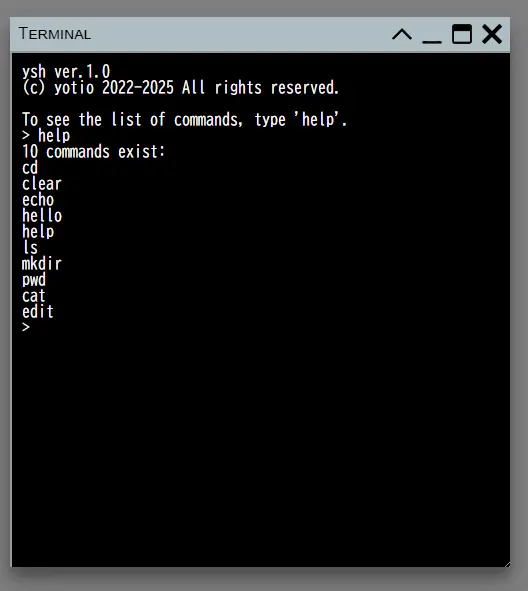 Terminal
ysh ver.1.0
(c) yotio 2022-2025 All rights reserved.
To see the list of commands, type 'help'.
> help
10 commands exist:
cd
clear
echo
hello
help
ls
mkdir
pwd
cat
edit
>